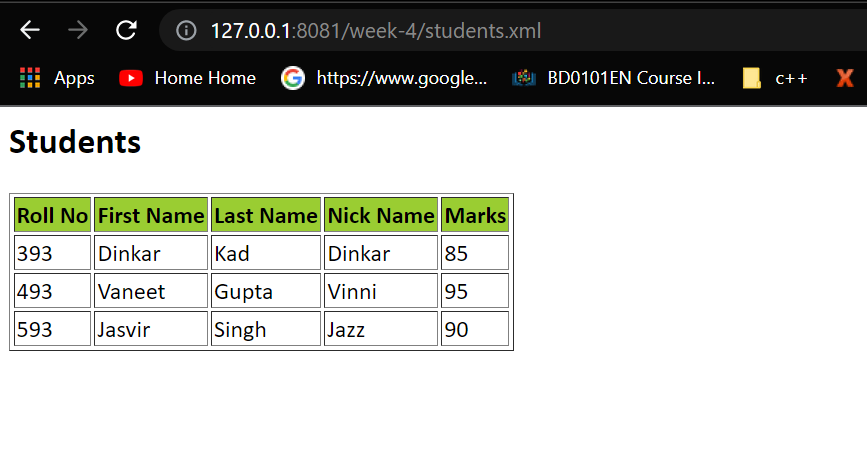 127.0.0.1:8081/week-4/students.xml
Apps Home Home https://www.google... BD0101EN Course I... c++ X
Students
Roll No First Name Last Name Nick Name Marks
393 Dinkar Kad Dinkar 85
493 Vaneet Gupta Vinni 95
593 Jasvir Singh Jazz 90